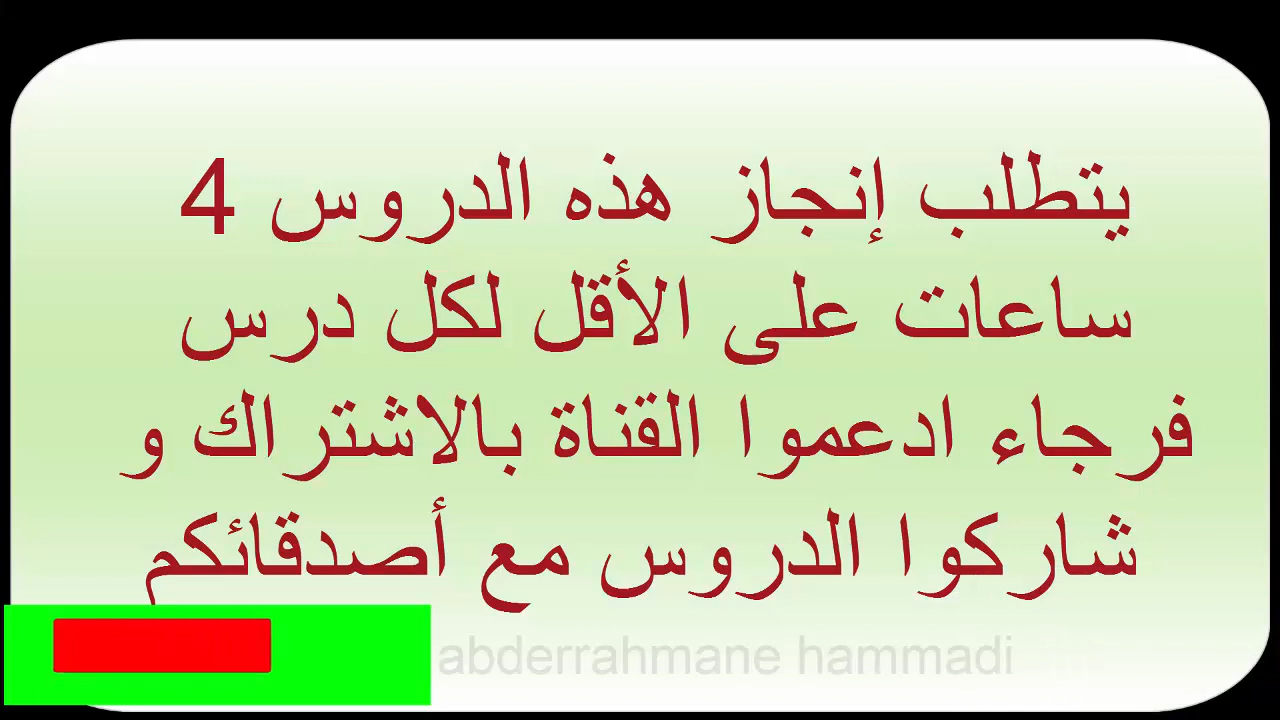 يتطلب إنجاز هذه الدروس 4
ساعات على الأقل لكل درس
فرجاء ادعموا القناة بالاشتراك و
شاركوا الدروس مع أصدقائكم
abderrahmane hammadi